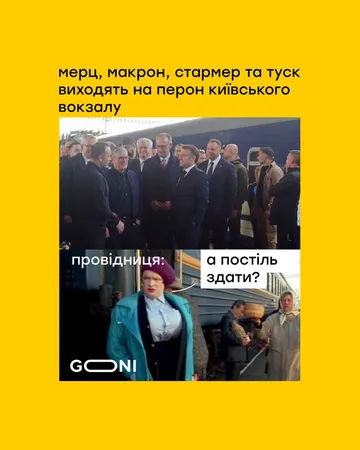 мерц, макрон, стармер та туск
виходять на перон київського
вокзалу
провідниця:
а постіль
здати?
GONI